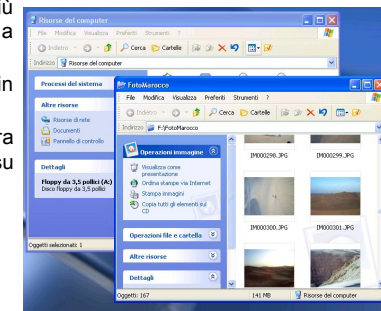 più
a
in
ra
su
Risorse del computer
File Modifica Visualizza Preferiti Strumenti ?
Indietro Cerca Cartelle
Indirizzo Risorse del computer
Processi del sistema
Altre risorse
Risorse di rete
Documenti
Pannello di controllo
Dettagli
Floppy da 3,5 pollici (A:)
Disco floppy da 3,5 pollici
Oggetti selezionati: 1
FotoMarocco
File Modifica Visualizza Preferiti Strumenti ?
Indietro Cerca Cartelle
Indirizzo F:\FotoMarocco
Operazioni immagine
Visualizza come
presentazione
Ordina stampe via Internet
Stampa immagini
Copia tutti gli elementi sul
CD
Operazioni file e cartella
Altre risorse
Dettagli
IM000298.JPG IM000299.JPG
IM000300.JPG IM000301.JPG
Oggetti: 167 141 MB Risorse del computer